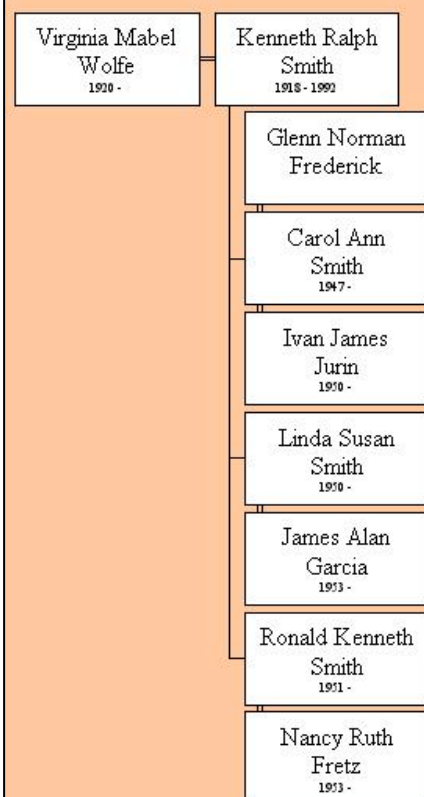 Virginia Mabel
Wolfe
1920 -
Kenneth Ralph
Smith
1918 - 1992
Glenn Norman
Frederick
Carol Ann
Smith
1947 -
Ivan James
Jurin
1950 -
Linda Susan
Smith
1950 -
James Alan
Garcia
1953 -
Ronald Kenneth
Smith
1951 -
Nancy Ruth
Fretz
1953 -